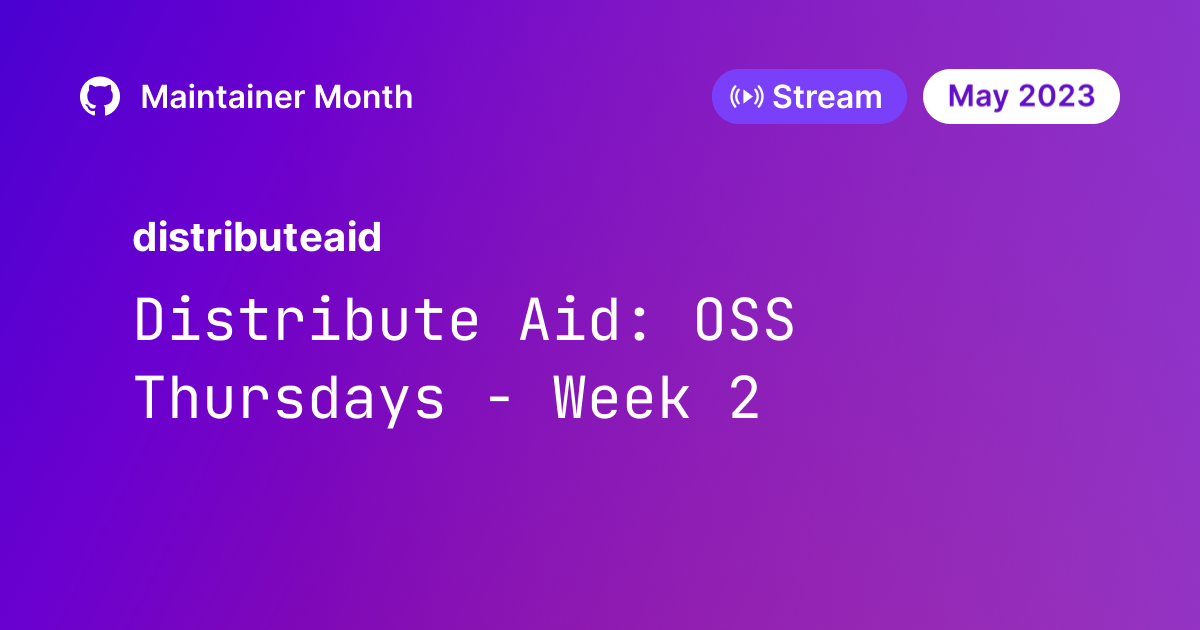 Maintainer Month
Stream
May 2023
distributeaid
Distribute Aid: OSS
Thursdays - Week 2